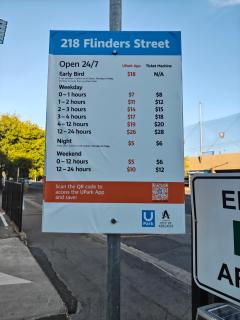 218 Flinders Street
Open 24/7 UPark App Ticket Machine
Early Bird $18 N/A
Weekday
0 – 1 hours $7 $8
1 – 2 hours $11 $12
2 – 3 hours $14 $15
3 – 4 hours $17 $18
4 – 12 hours $19 $20
12 – 24 hours $26 $28
Night $5 $6
Weekend
0 – 12 hours $5 $6
12 – 24 hours $10 $12
Scan the QR code to
access the UPark App
and save!
UPark
CITY OF
ADELAIDE